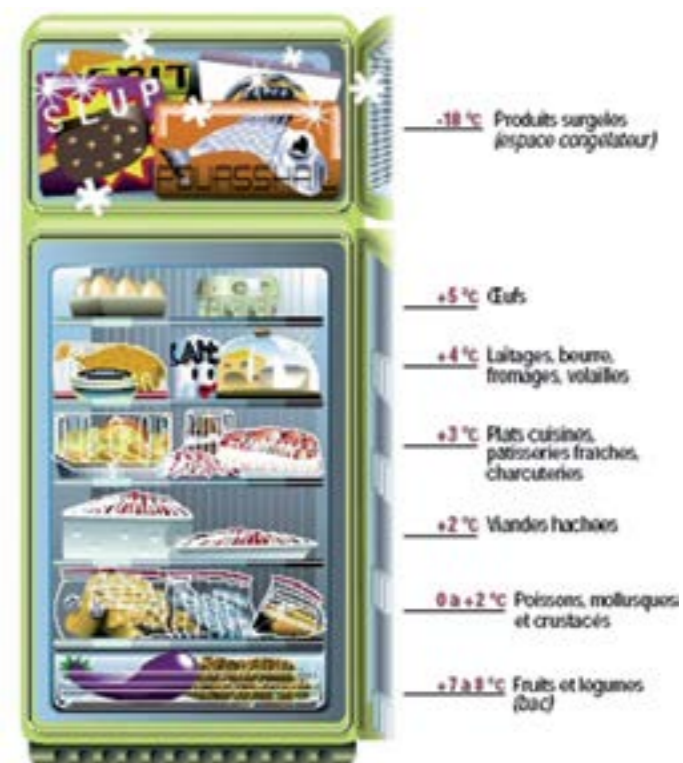 SLUP
LAIT
-18 °C Produits surgelés
(espace congélateur)
+5 °C Œufs
+4 °C Laitages, beurre,
fromages, volailles
+3 °C Plats cuisinés,
pâtisseries fraîches,
charcuteries
+2 °C Viandes hachées
0 à +2 °C Poissons, mollusques
et crustacés
+7 à 8 °C Fruits et légumes
(bac)